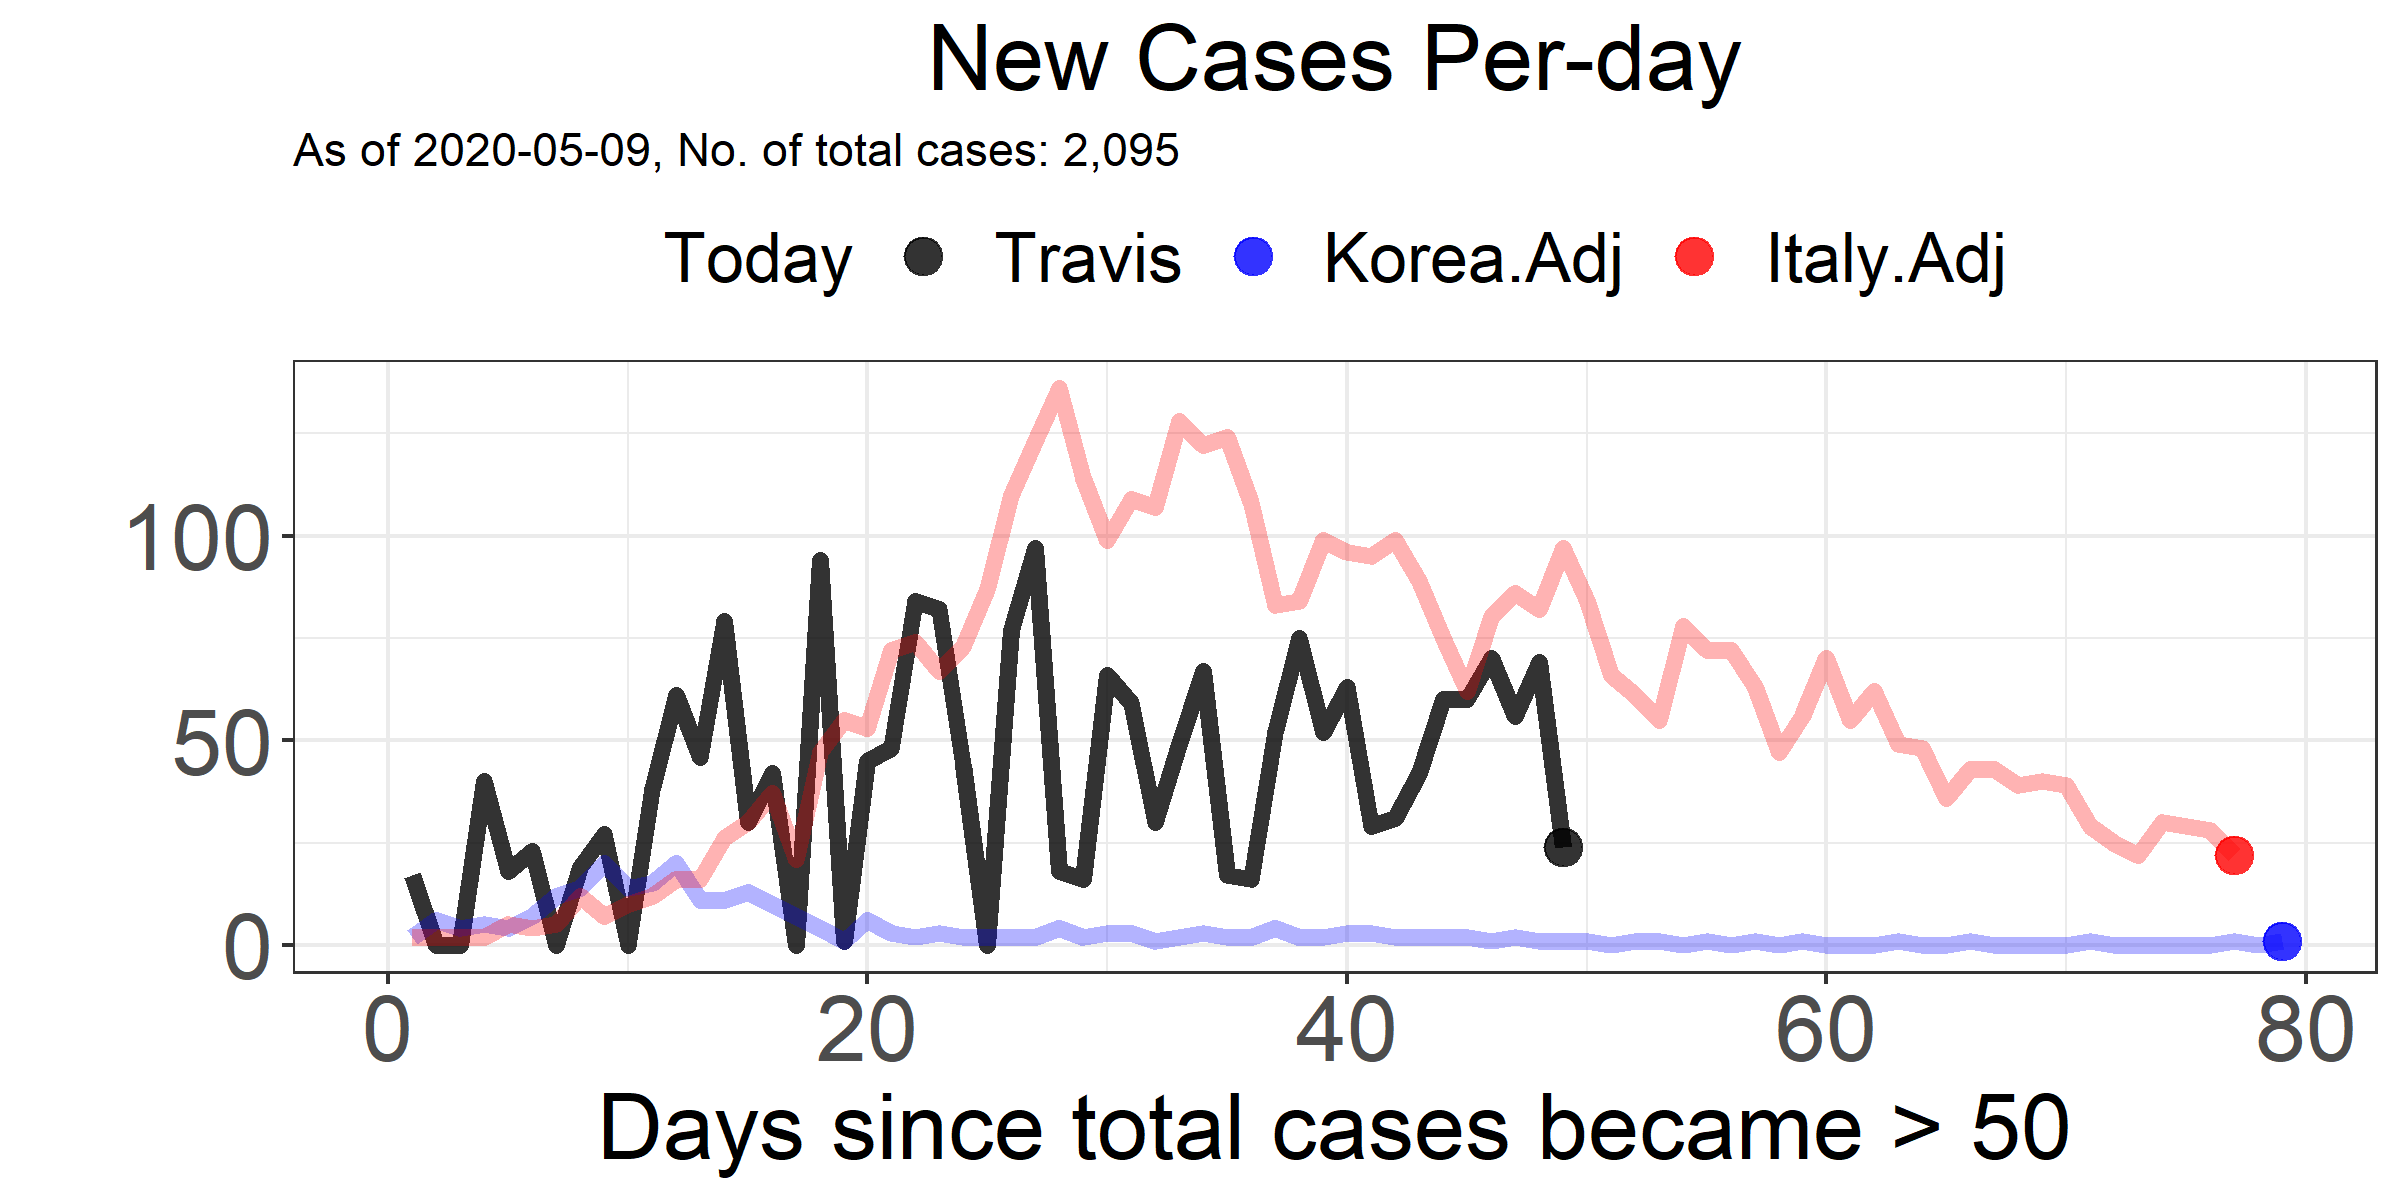 New Cases Per-day
As of 2020-05-09, No. of total cases: 2,095
Today Travis Korea.Adj Italy.Adj
100
50
0
0 20 40 60 80
Days since total cases became > 50